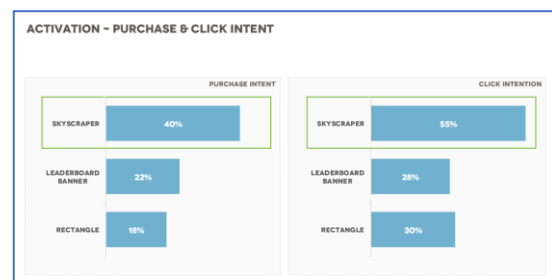 ACTIVATION – PURCHASE & CLICK INTENT
PURCHASE INTENT
SKYSCRAPER
40%
LEADERBOARD
BANNER
22%
RECTANGLE
18%
CLICK INTENTION
SKYSCRAPER
55%
LEADERBOARD
BANNER
28%
RECTANGLE
30%